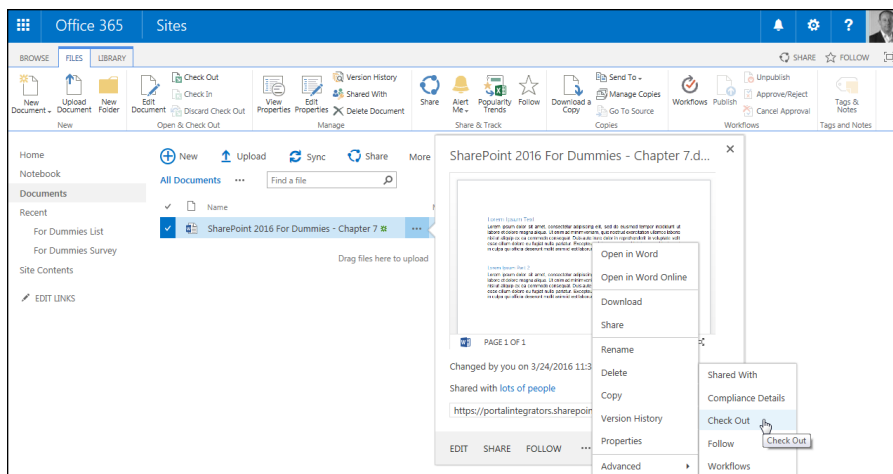 Office 365 Sites ?
BROWSE FILES LIBRARY SHARE FOLLOW
New Document Upload Document New Folder
New
Edit Document Check Out Check In Discard Check Out
Open & Check Out
View Properties Edit Properties Version History Shared With Delete Document
Manage
Share Alert Me Popularity Trends Follow
Share & Track
Download a Copy Send To Manage Copies Go To Source
Copies
Workflows Publish Unpublish Approve/Reject Cancel Approval
Workflows
Tags & Notes
Tags and Notes
Home
Notebook
Documents
Recent
For Dummies List
For Dummies Survey
Site Contents
EDIT LINKS
New Upload Sync Share More
All Documents ••• Find a file
Name
SharePoint 2016 For Dummies - Chapter 7 •••
Drag files here to upload
SharePoint 2016 For Dummies - Chapter 7.d...
Lorem Ipsum Text
PAGE 1 OF 1
Changed by you on 3/24/2016 11:3
Shared with lots of people
https://portalintegrators.sharepoin
EDIT SHARE FOLLOW •••
Open in Word
Open in Word Online
Download
Share
Rename
Delete
Copy
Version History
Properties
Advanced
Shared With
Compliance Details
Check Out
Follow
Workflows
Check Out